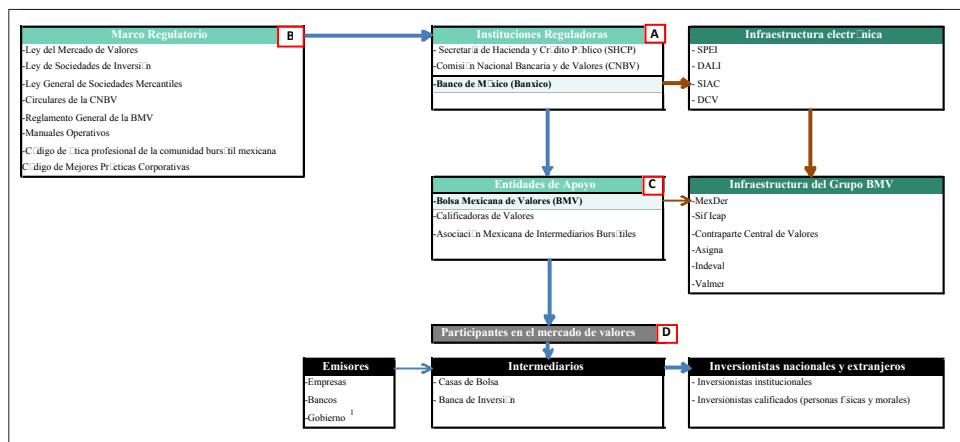 Marco Regulatorio
B
-Ley del Mercado de Valores
-Ley de Sociedades de Inversi□n
-Ley General de Sociedades Mercantiles
-Circulares de la CNBV
-Reglamento General de la BMV
-Manuales Operativos
-C□digo de □tica profesional de la comunidad burs□til mexicana
C□digo de Mejores Pr□cticas Corporativas
Instituciones Reguladoras
A
- Secretar□a de Hacienda y Cr□dito P□blico (SHCP)
-Comisi□n Nacional Bancaria y de Valores (CNBV)
-Banco de M□xico (Banxico)
Infraestructura electr□nica
- SPEI
- DALI
- SIAC
- DCV
Entidades de Apoyo
C
-Bolsa Mexicana de Valores (BMV)
-Calificadoras de Valores
-Asociaci□n Mexicana de Intermediarios Burs□tiles
Infraestructura del Grupo BMV
-MexDer
-Sif Icap
-Contraparte Central de Valores
-Asigna
-Indeval
-Valmer
Participantes en el mercado de valores
D
Emisores
-Empresas
-Bancos
-Gobierno 1
Intermediarios
- Casas de Bolsa
- Banca de Inversi□n
Inversionistas nacionales y extranjeros
- Inversionistas institucionales
- Inversionistas calificados (personas f□sicas y morales)